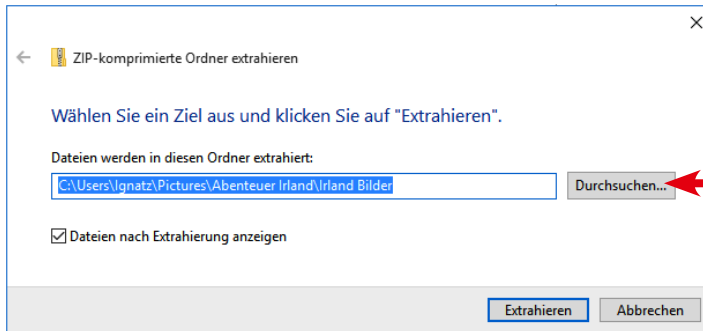 ZIP-komprimierte Ordner extrahieren
Wählen Sie ein Ziel aus und klicken Sie auf "Extrahieren".
Dateien werden in diesen Ordner extrahiert:
C:\Users\Ignatz\Pictures\Abenteuer Irland\Irland Bilder
Durchsuchen...
Dateien nach Extrahierung anzeigen
Extrahieren
Abbrechen